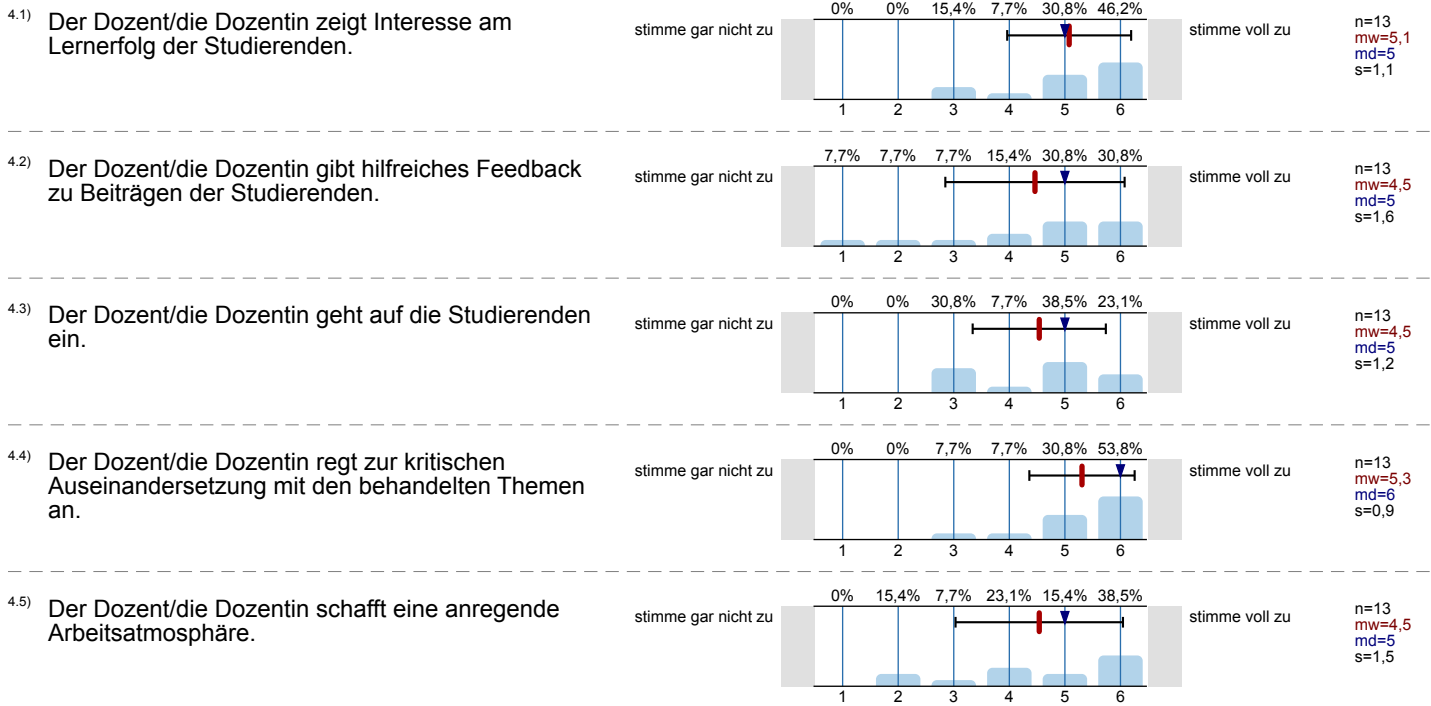 4.1) Der Dozent/die Dozentin zeigt Interesse am
Lernerfolg der Studierenden.
stimme gar nicht zu
0% 0% 15,4% 7,7% 30,8% 46,2%
1 2 3 4 5 6
stimme voll zu
n=13
mw=5,1
md=5
s=1,1
4.2) Der Dozent/die Dozentin gibt hilfreiches Feedback
zu Beiträgen der Studierenden.
stimme gar nicht zu
7,7% 7,7% 7,7% 15,4% 30,8% 30,8%
1 2 3 4 5 6
stimme voll zu
n=13
mw=4,5
md=5
s=1,6
4.3) Der Dozent/die Dozentin geht auf die Studierenden
ein.
stimme gar nicht zu
0% 0% 30,8% 7,7% 38,5% 23,1%
1 2 3 4 5 6
stimme voll zu
n=13
mw=4,5
md=5
s=1,2
4.4) Der Dozent/die Dozentin regt zur kritischen
Auseinandersetzung mit den behandelten Themen
an.
stimme gar nicht zu
0% 0% 7,7% 7,7% 30,8% 53,8%
1 2 3 4 5 6
stimme voll zu
n=13
mw=5,3
md=6
s=0,9
4.5) Der Dozent/die Dozentin schafft eine anregende
Arbeitsatmosphäre.
stimme gar nicht zu
0% 15,4% 7,7% 23,1% 15,4% 38,5%
1 2 3 4 5 6
stimme voll zu
n=13
mw=4,5
md=5
s=1,5